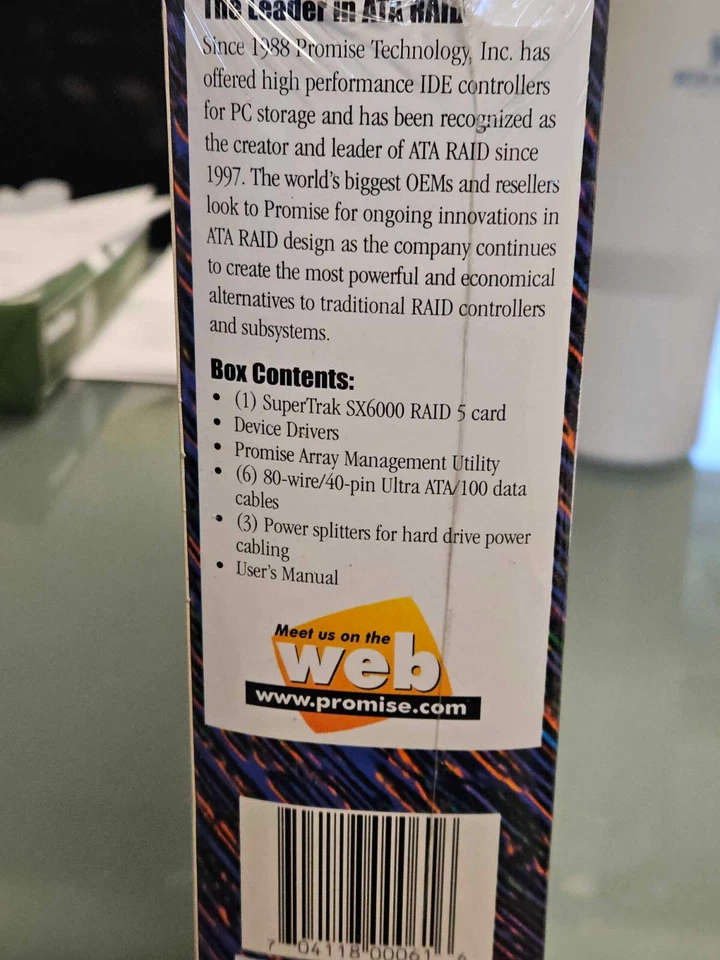 The Leader in ATA RAID
Since 1988 Promise Technology, Inc. has
offered high performance IDE controllers
for PC storage and has been recognized as
the creator and leader of ATA RAID since
1997. The world's biggest OEMs and resellers
look to Promise for ongoing innovations in
ATA RAID design as the company continues
to create the most powerful and economical
alternatives to traditional RAID controllers
and subsystems.
Box Contents:
• (1) SuperTrak SX6000 RAID 5 card
• Device Drivers
• Promise Array Management Utility
• (6) 80-wire/40-pin Ultra ATA/100 data
cables
• (3) Power splitters for hard drive power
cabling
• User's Manual
Meet us on the
web
www.promise.com
7 04118 00061 6